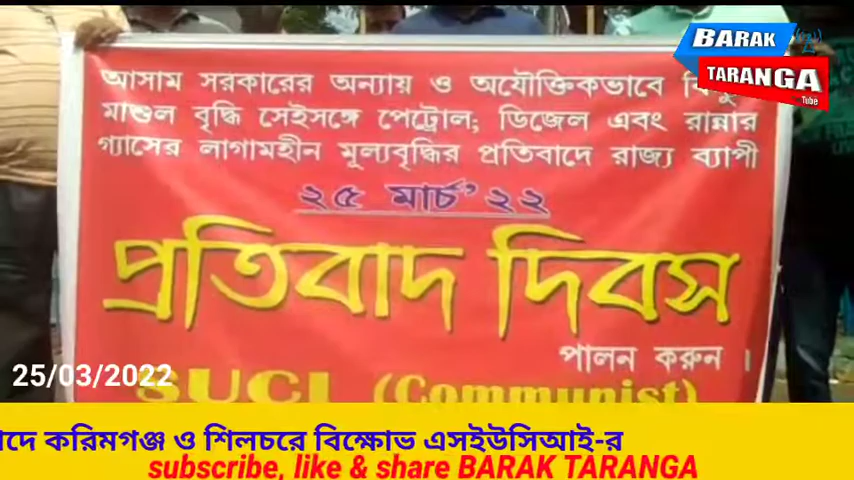 BARAK
TARANGA
Tube
আসাম সরকারের অন্যায় ও অযৌক্তিকভাবে
মাশুল বৃদ্ধি সেইসঙ্গে পেট্রোল; ডিজেল এবং রান্নার
গ্যাসের লাগামহীন মূল্যবৃদ্ধির প্রতিবাদে রাজ্য ব্যাপী
২৫ মার্চ’২২
প্রতিবাদ দিবস
পালন করুন ।
25/03/2022
SUCI (Communist)
করিমগঞ্জ ও শিলচরে বিক্ষোভ এসইউসিআই-র
subscribe, like & share BARAK TARANGA